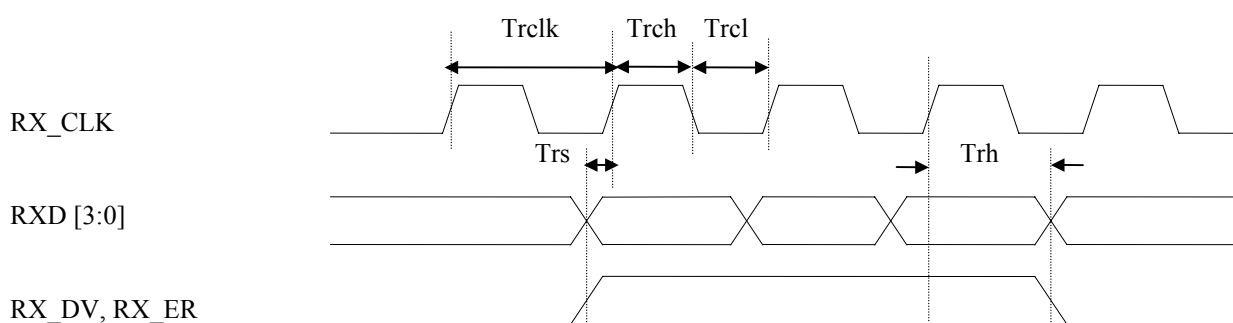 Trclk Trch Trcl
RX_CLK
Trs Trh
RXD [3:0]
RX_DV, RX_ER